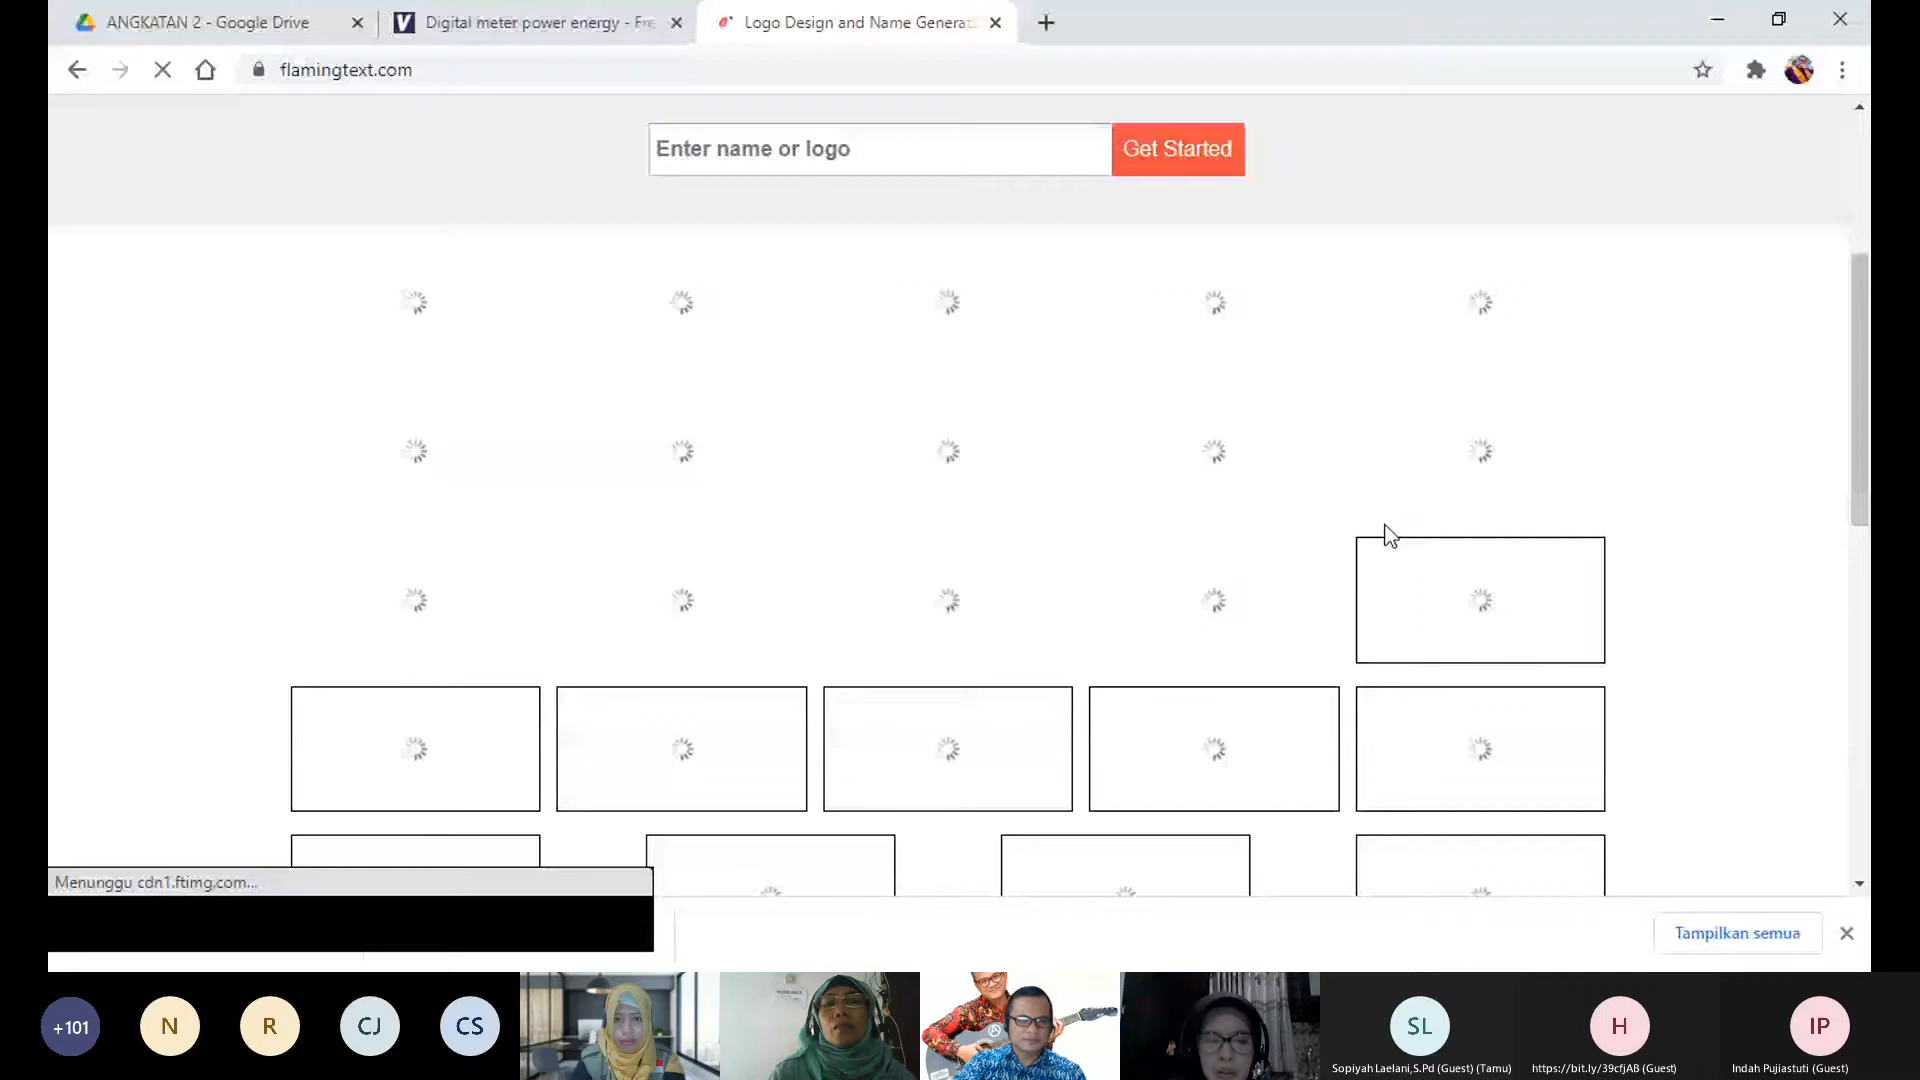 ANGKATAN 2 - Google Drive
Digital meter power energy - Fre
Logo Design and Name Generat
flamingtext.com
Enter name or logo
Get Started
Menunggu cdn1.ftimg.com...
Tampilkan semua
+101
N
R
CJ
CS
SL
H
IP
Sopiyah Laelani,S.Pd (Guest) (Tamu)
https://bit.ly/39cfjAB (Guest)
Indah Pujiastuti (Guest)